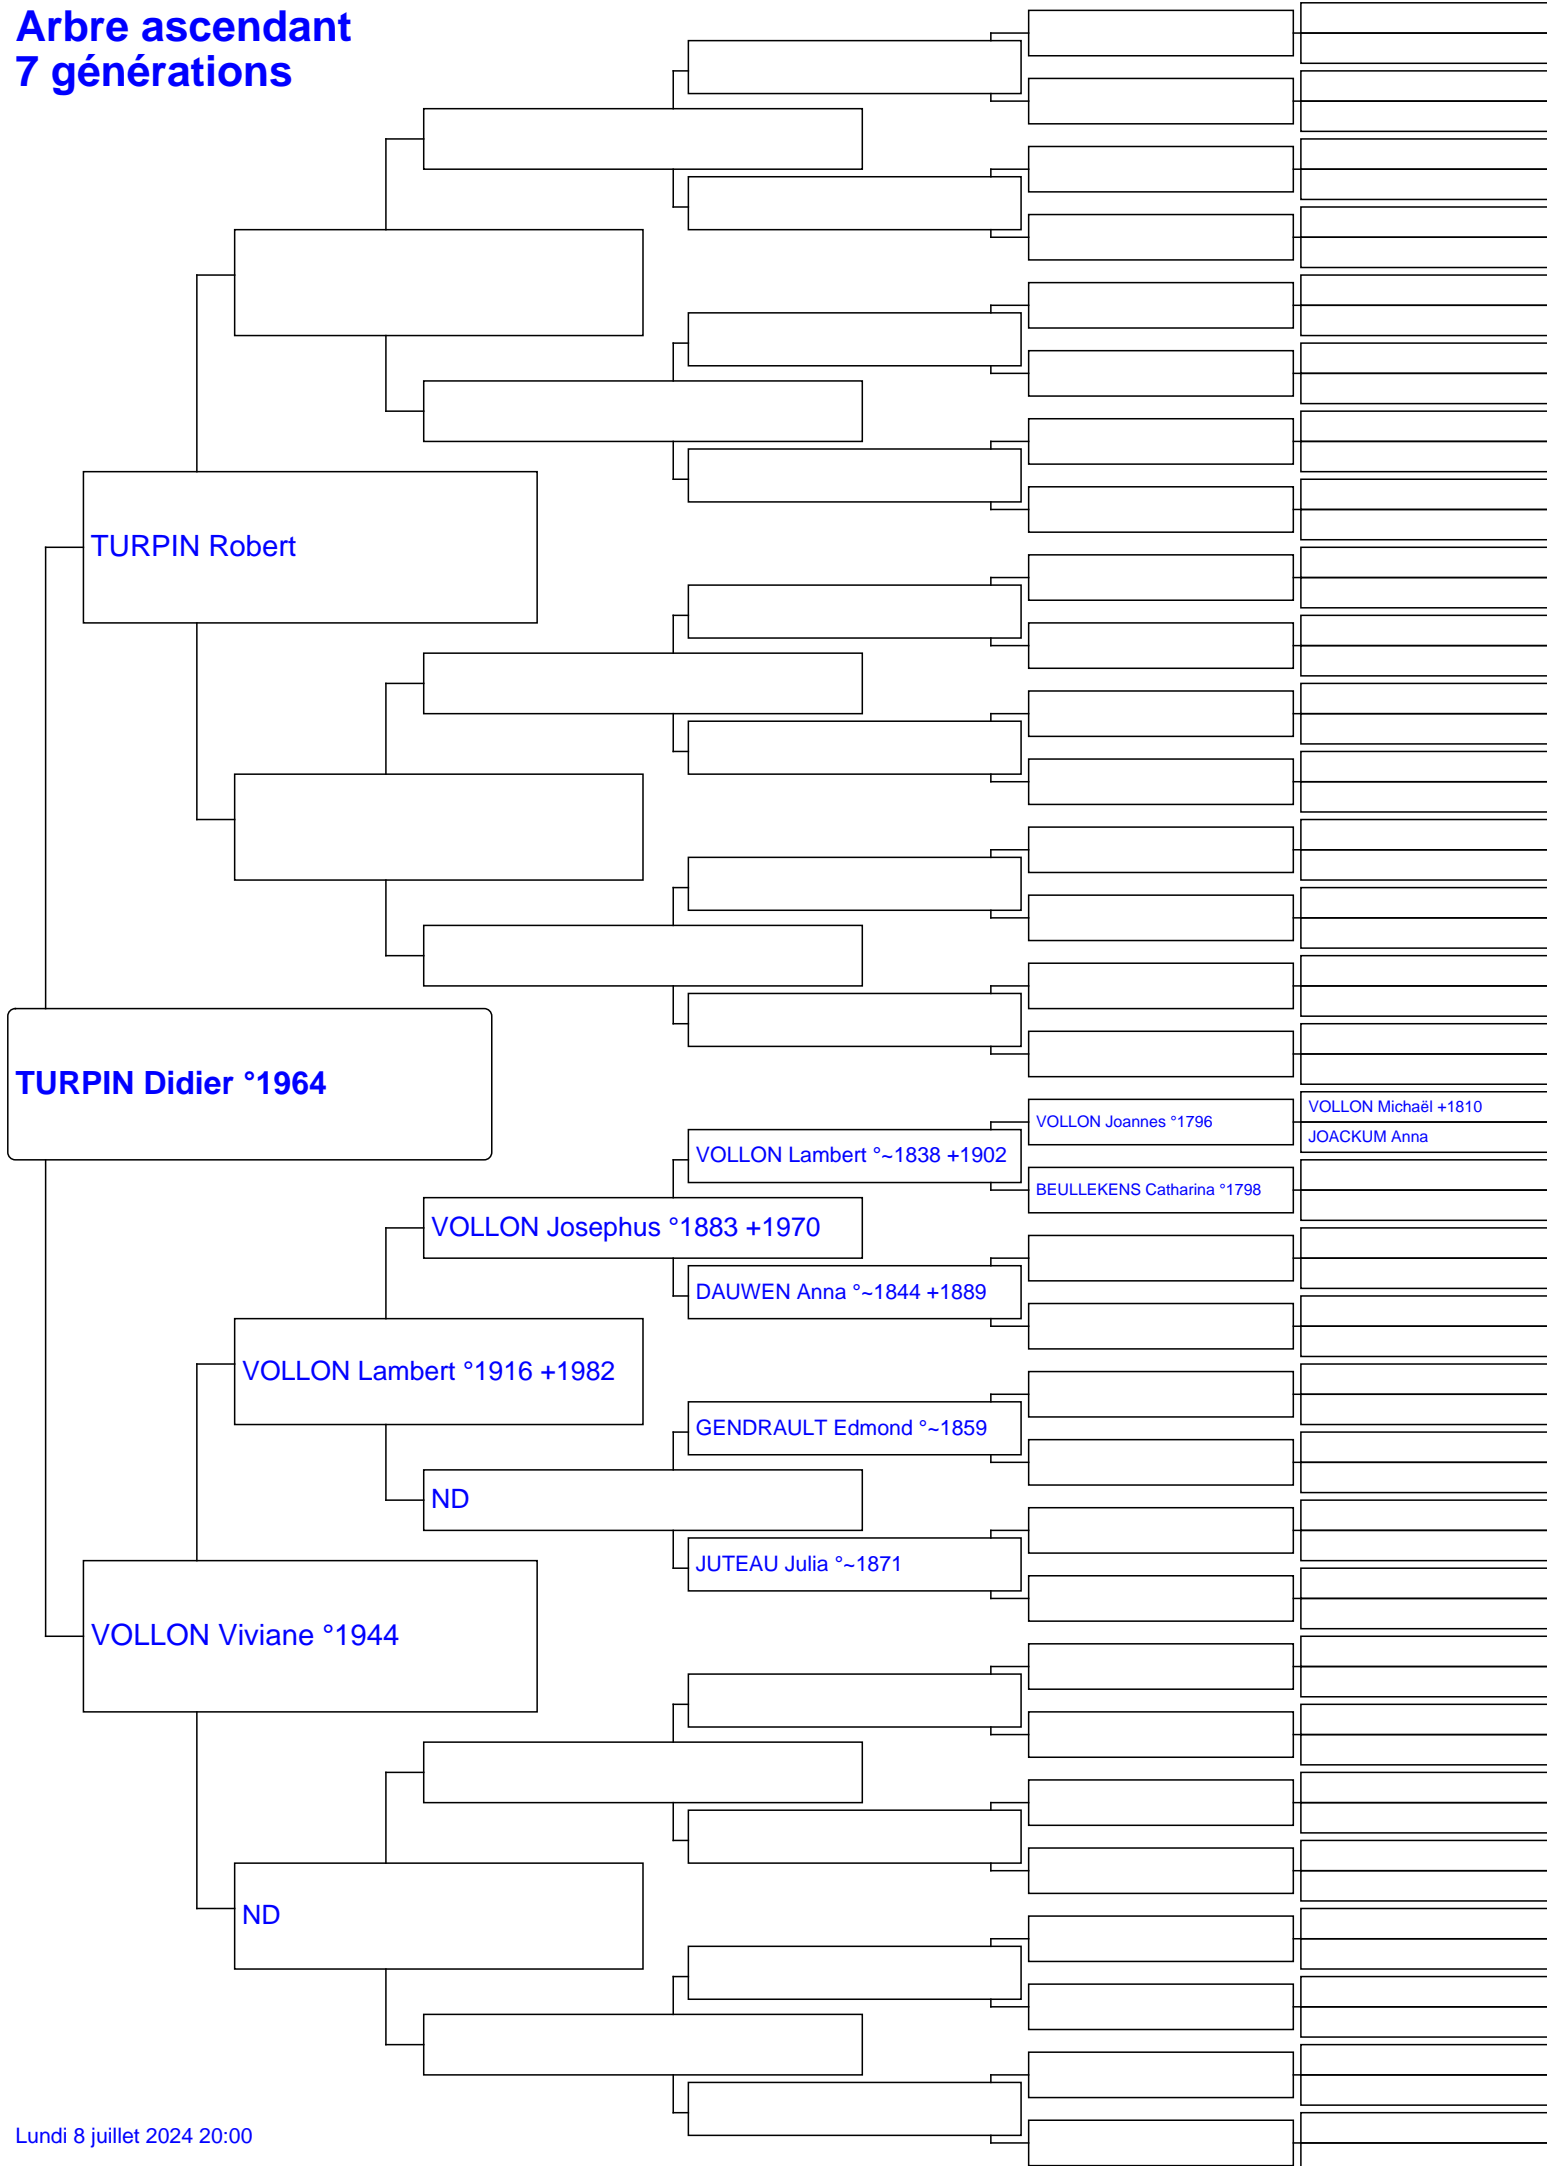 Arbre ascendant
7 générations
TURPIN Robert
TURPIN Didier °1964
VOLLON Michaël +1810
VOLLON Joannes °1796
JOACKUM Anna
VOLLON Lambert °~1838 +1902
BEULLEKENS Catharina °1798
VOLLON Josephus °1883 +1970
DAUWEN Anna °~1844 +1889
VOLLON Lambert °1916 +1982
GENDRAULT Edmond °~1859
ND
JUTEAU Julia °~1871
VOLLON Viviane °1944
ND
Lundi 8 juillet 2024 20:00